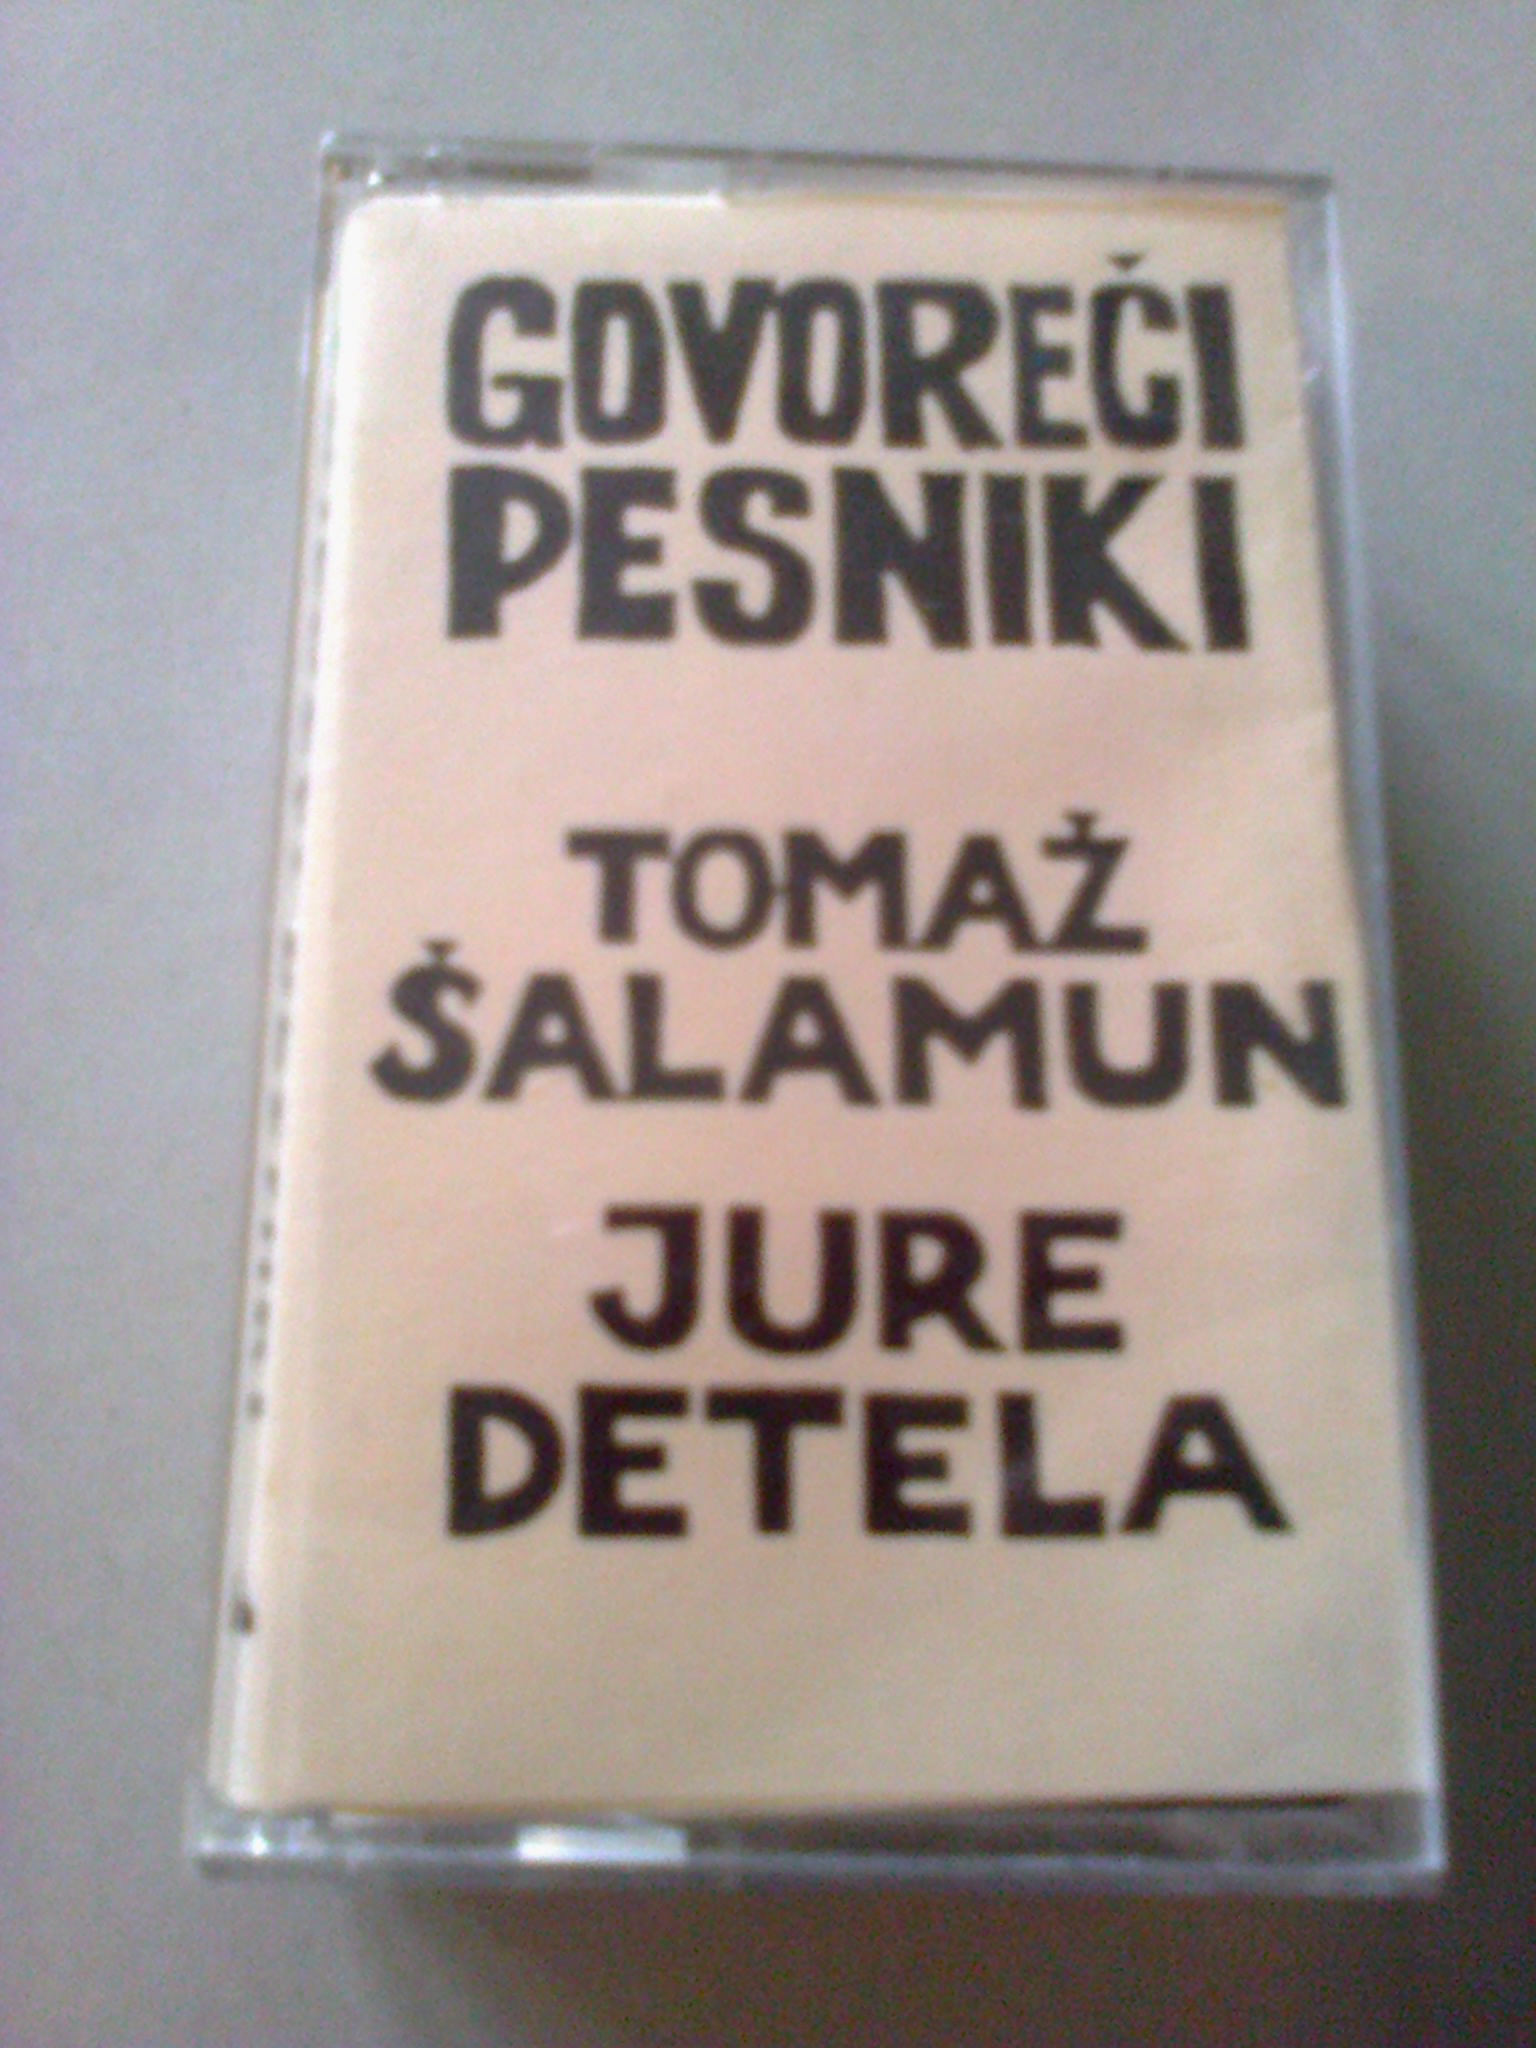 GOVOREČI
PESNIKI
TOMAŽ
ŠALAMUN
JURE
DETELA